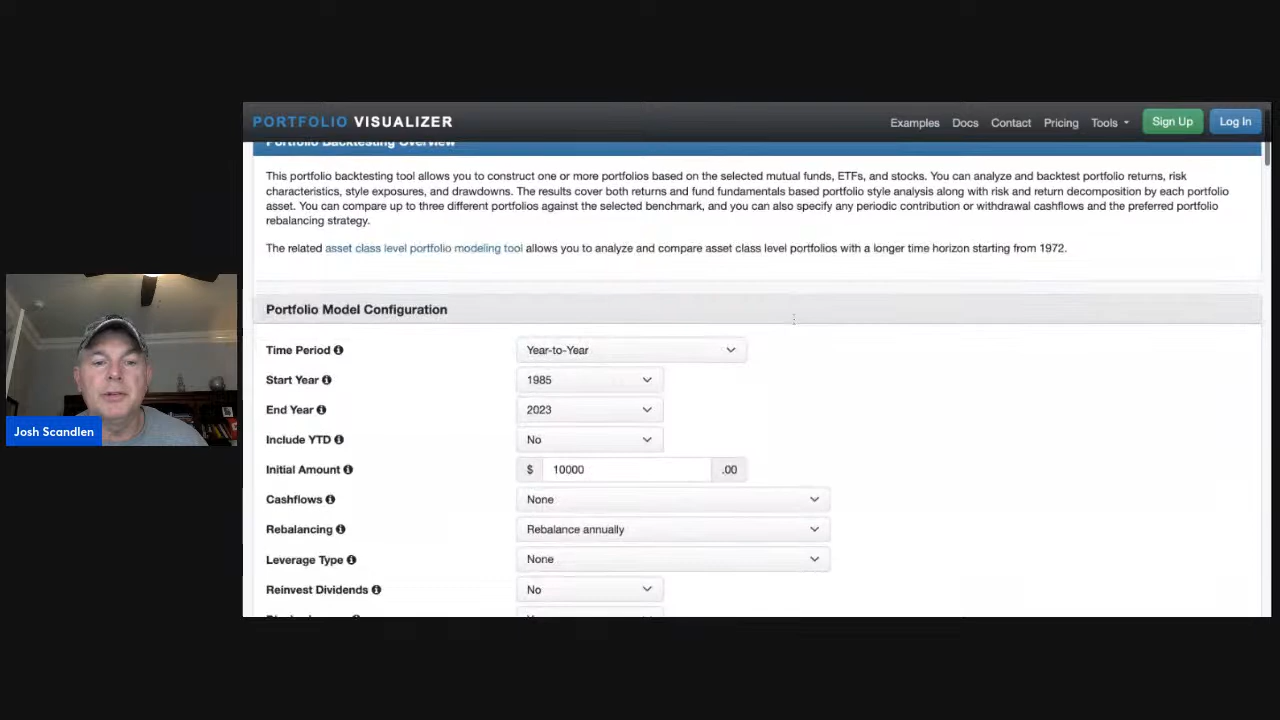 PORTFOLIO VISUALIZER
Examples Docs Contact Pricing Tools Sign Up Log In
Portfolio Backtesting Overview
This portfolio backtesting tool allows you to construct one or more portfolios based on the selected mutual funds, ETFs, and stocks. You can analyze and backtest portfolio returns, risk
characteristics, style exposures, and drawdowns. The results cover both returns and fund fundamentals based portfolio style analysis along with risk and return decomposition by each portfolio
asset. You can compare up to three different portfolios against the selected benchmark, and you can also specify any periodic contribution or withdrawal cashflows and the preferred portfolio
rebalancing strategy.
The related asset class level portfolio modeling tool allows you to analyze and compare asset class level portfolios with a longer time horizon starting from 1972.
Portfolio Model Configuration
Time Period Year-to-Year
Start Year 1985
End Year 2023
Include YTD No
Initial Amount $ 10000 .00
Cashflows None
Rebalancing Rebalance annually
Leverage Type None
Reinvest Dividends No
Josh Scandlen